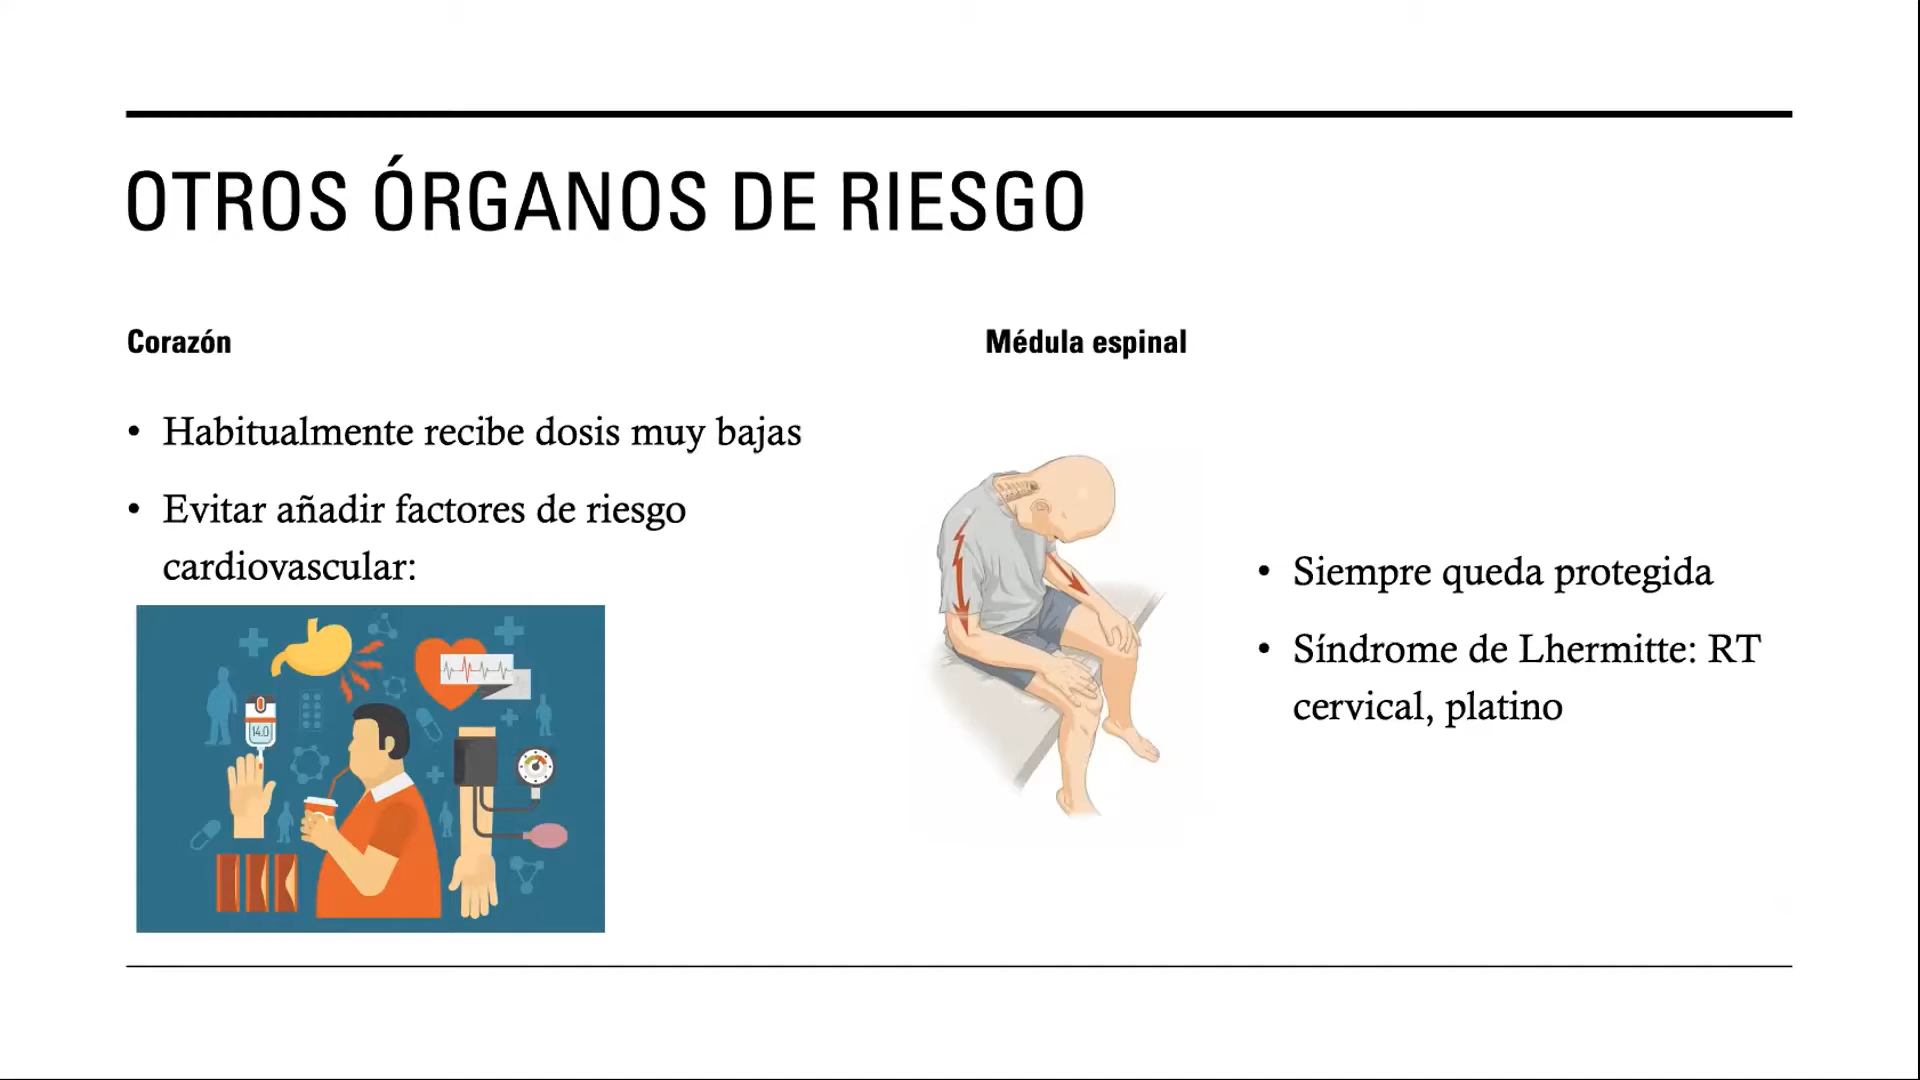 OTROS ÓRGANOS DE RIESGO
Corazón
• Habitualmente recibe dosis muy bajas
• Evitar añadir factores de riesgo
cardiovascular:
14.0
Médula espinal
• Siempre queda protegida
• Síndrome de Lhermitte: RT
cervical, platino